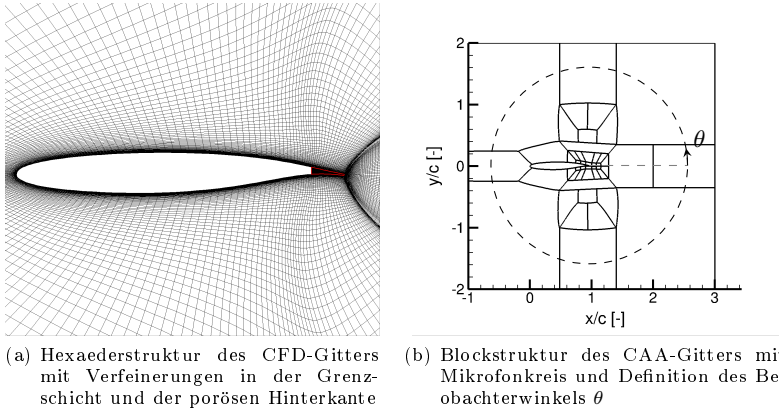 2
1
0
-1
-2
y/c [-]
θ
-1 0 1 2 3
x/c [-]
(a) Hexaederstruktur des CFD-Gitters
mit Verfeinerungen in der Grenz-
schicht und der porösen Hinterkante
(b) Blockstruktur des CAA-Gitters mi
Mikrofonkreis und Definition des Be
obachterwinkels θ